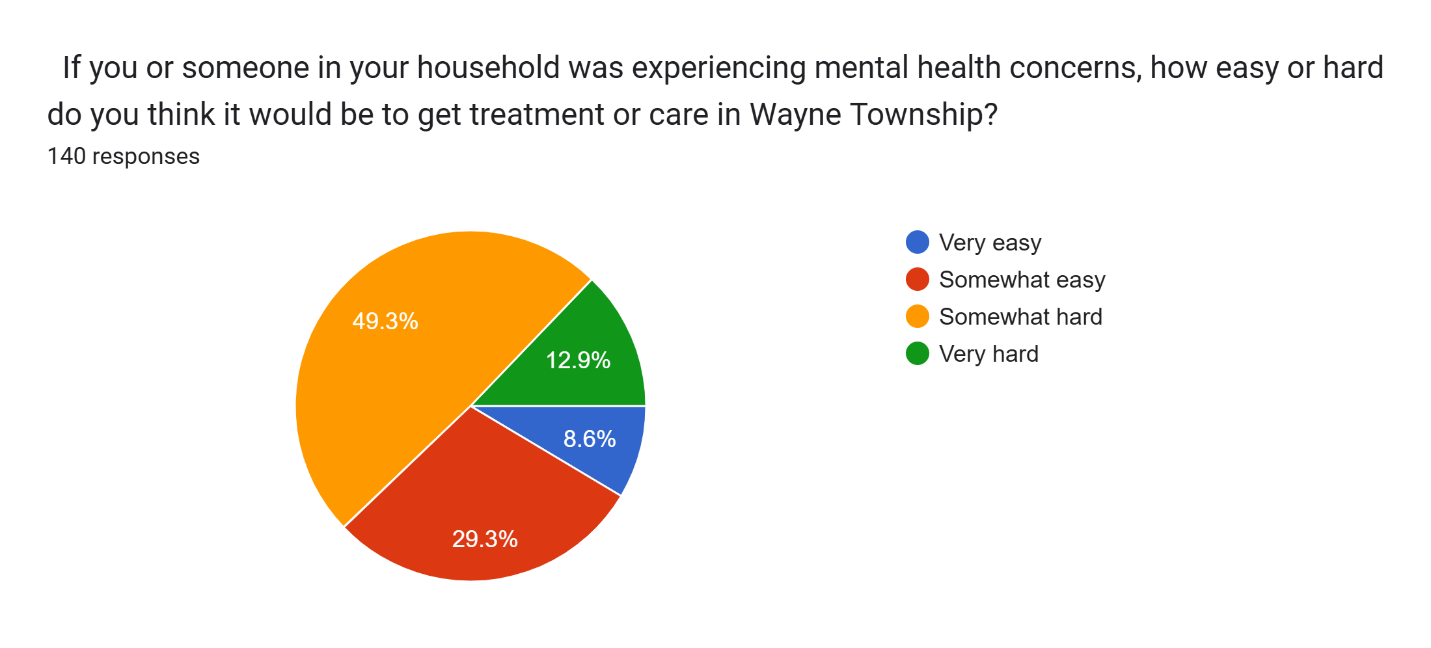 If you or someone in your household was experiencing mental health concerns, how easy or hard
do you think it would be to get treatment or care in Wayne Township?
140 responses
49.3%
12.9%
8.6%
29.3%
Very easy
Somewhat easy
Somewhat hard
Very hard